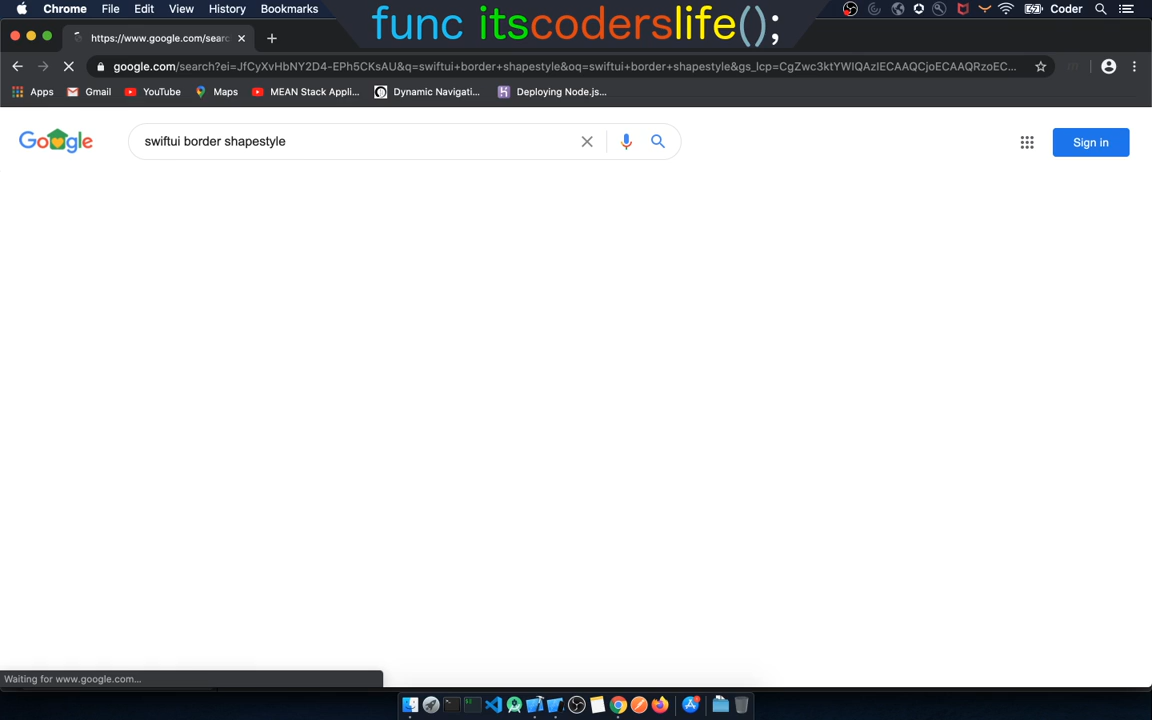 Chrome File Edit View History Bookmarks
func itscoderslife();
Coder
https://www.google.com/searc
google.com/search?ei=JfCyXvHbNY2D4-EPh5CKsAU&q=swiftui+border+shapestyle&oq=swiftui+border+shapestyle&gs_lcp=CgZwc3ktYWIQAzIECAAQCjoECAAQRzoEC...
Apps Gmail YouTube Maps MEAN Stack Appli... Dynamic Navigati... Deploying Node.js...
Google swiftui border shapestyle Sign in
Waiting for www.google.com...